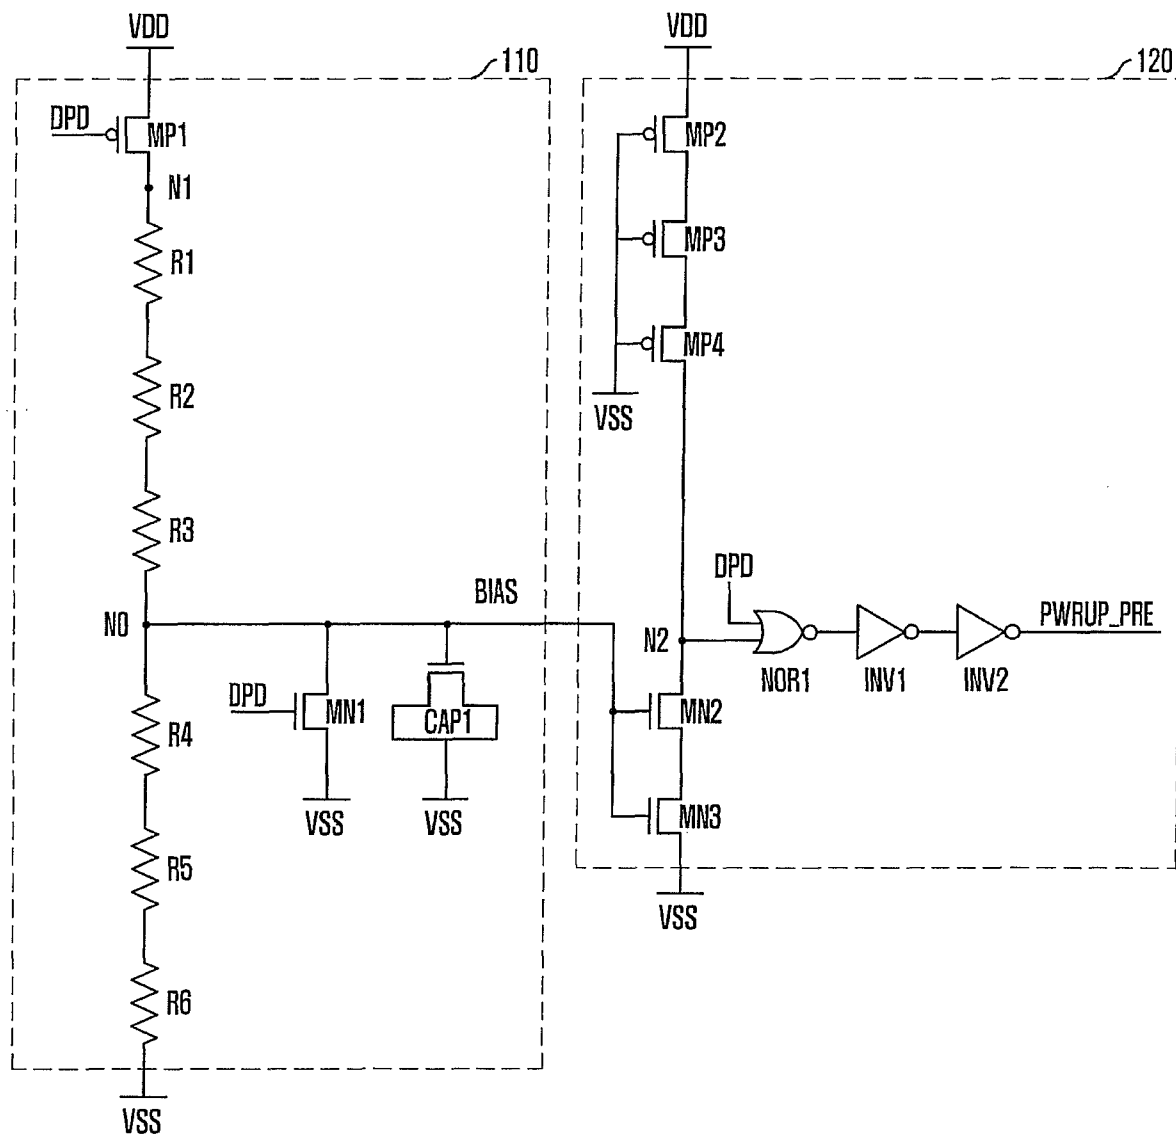 VDD
110
DPD
MP1
N1
R1
R2
R3
N0
BIAS
R4
DPD
MN1
CAP1
VSS
VSS
R5
R6
VSS
VDD
120
MP2
MP3
MP4
VSS
DPD
N2
NOR1
INV1
INV2
PWRUP_PRE
MN2
MN3
VSS